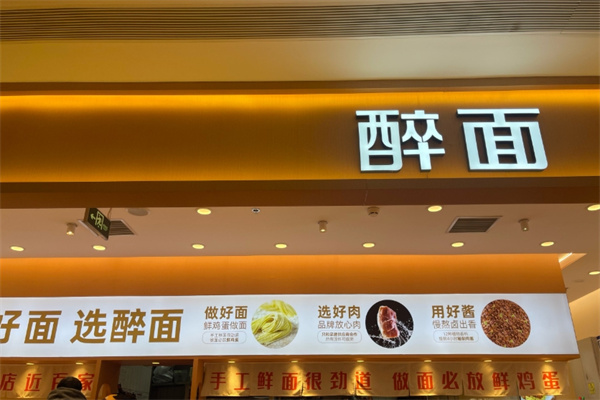 醉面
好面 选醉面
做好面
鲜鸡蛋做面
选好肉
品牌放心肉
用好酱
慢熬卤出香
店近百家
手工鲜面很劲道 做面必放鲜鸡蛋